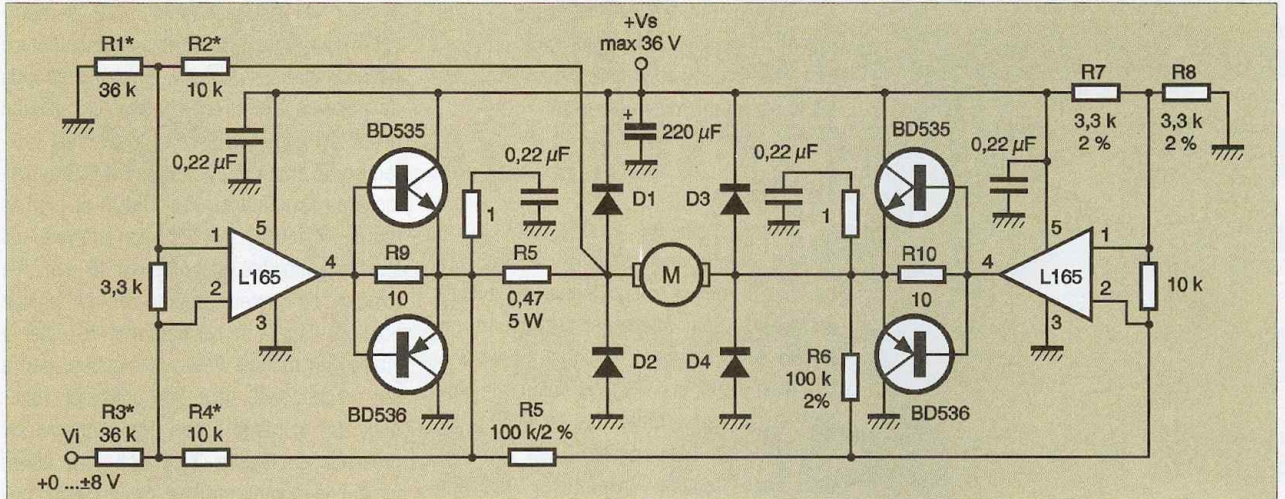 R1*
36 k
R2*
10 k
+Vs
max 36 V
R7
3,3 k
2 %
R8
3,3 k
2 %
0,22 µF
BD535
0,22 µF
+
220 µF
0,22 µF
BD535
0,22 µF
1
D1
D3
1
1
5
L165
4
2
3
3,3 k
R9
10
R5
0,47
5 W
M
R10
10
4
5
L165
1
2
3
10 k
BD536
D2
D4
R6
100 k
2%
BD536
Vi
R3*
36 k
R4*
10 k
R5
100 k/2 %
+0 ...±8 V